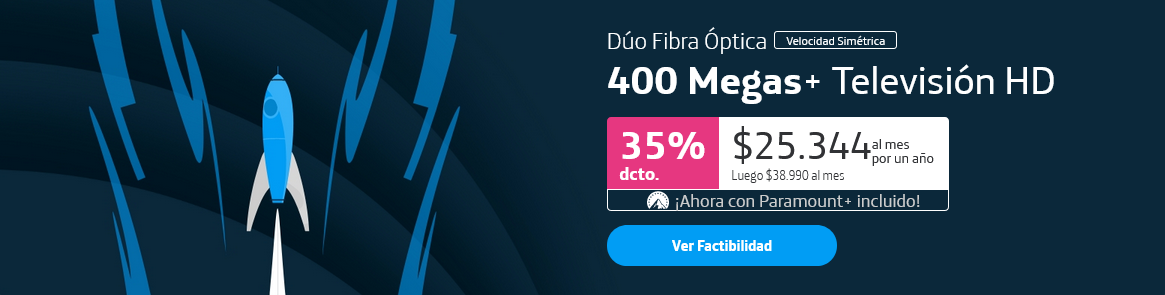 Dúo Fibra Óptica Velocidad Simétrica
400 Megas+ Televisión HD
35% dcto.
$25.344 al mes por un año
Luego $38.990 al mes
¡Ahora con Paramount+ incluido!
Ver Factibilidad